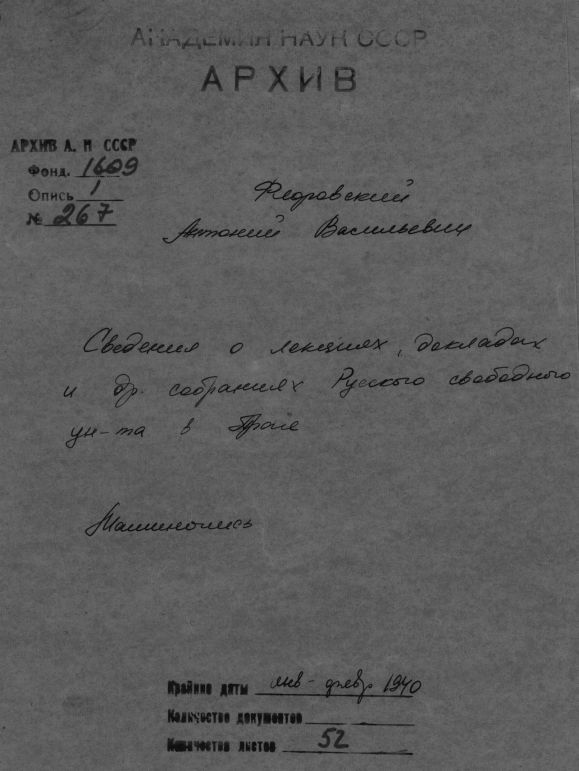 АКАДЕМИЯ НАУК СССР
АРХИВ
АРХИВ А. Н СССР
Фонд. 1609
Опись 1
№ 267
Флоровский
Антоний Васильевич
Сведения о лекциях, докладах
и др. собраниях Русского свободного
ун-та в Праге
Машинопись
Крайние даты янв - февр 1940
Количество документов
Количество листов 52